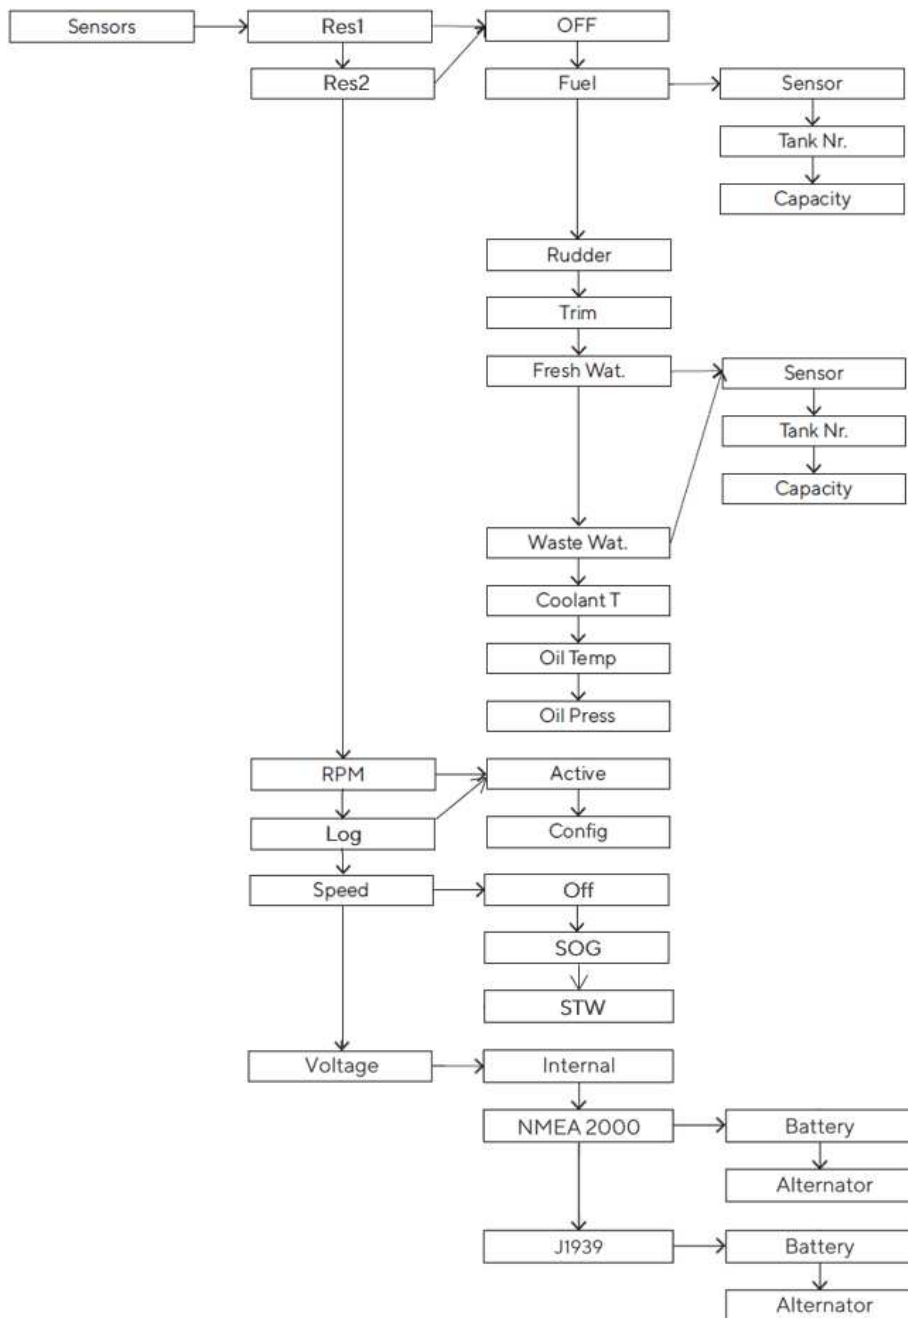 Sensors Res1 OFF
Res2 Fuel Sensor
Tank Nr.
Capacity
Rudder
Trim
Fresh Wat. Sensor
Tank Nr.
Capacity
Waste Wat.
Coolant T
Oil Temp
Oil Press
RPM Active
Log Config
Speed Off
SOG
STW
Voltage Internal
NMEA 2000 Battery
Alternator
J1939 Battery
Alternator